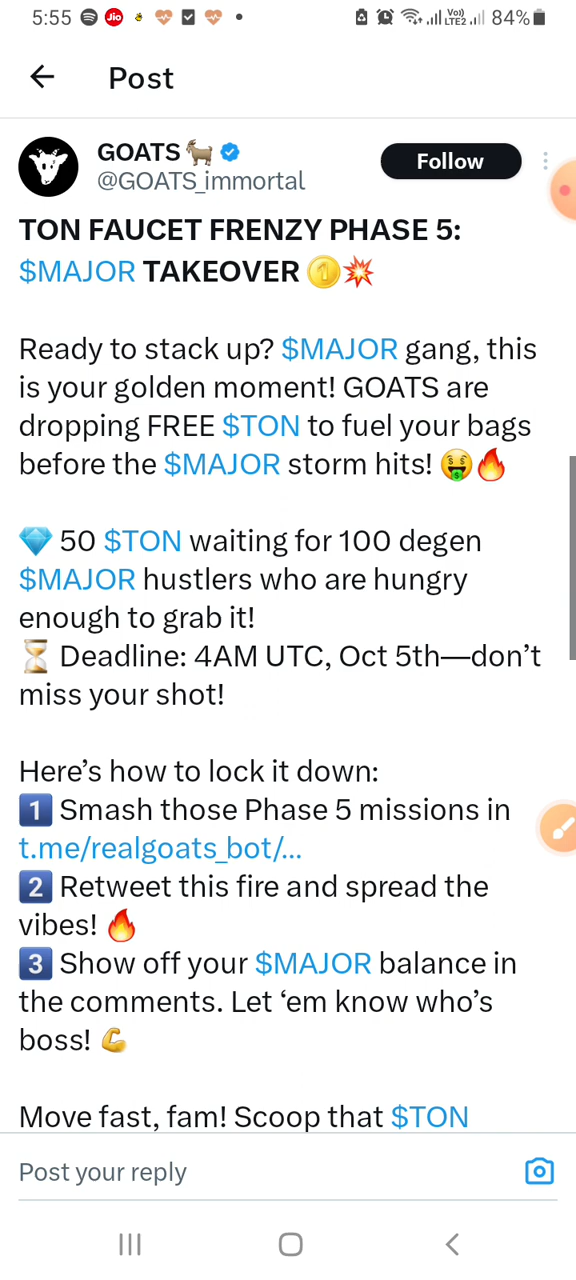 5:55 Jio Vo)) LTE2 84%
Post
GOATS🐐
Follow
@GOATS_immortal
TON FAUCET FRENZY PHASE 5:
$MAJOR TAKEOVER 🪙💥
Ready to stack up? $MAJOR gang, this
is your golden moment! GOATS are
dropping FREE $TON to fuel your bags
before the $MAJOR storm hits! 🤑🔥
💎 50 $TON waiting for 100 degen
$MAJOR hustlers who are hungry
enough to grab it!
⏳ Deadline: 4AM UTC, Oct 5th—don’t
miss your shot!
Here’s how to lock it down:
1️⃣ Smash those Phase 5 missions in
t.me/realgoats_bot/…
2️⃣ Retweet this fire and spread the
vibes! 🔥
3️⃣ Show off your $MAJOR balance in
the comments. Let ‘em know who’s
boss! 💪
Move fast, fam! Scoop that $TON
Post your reply